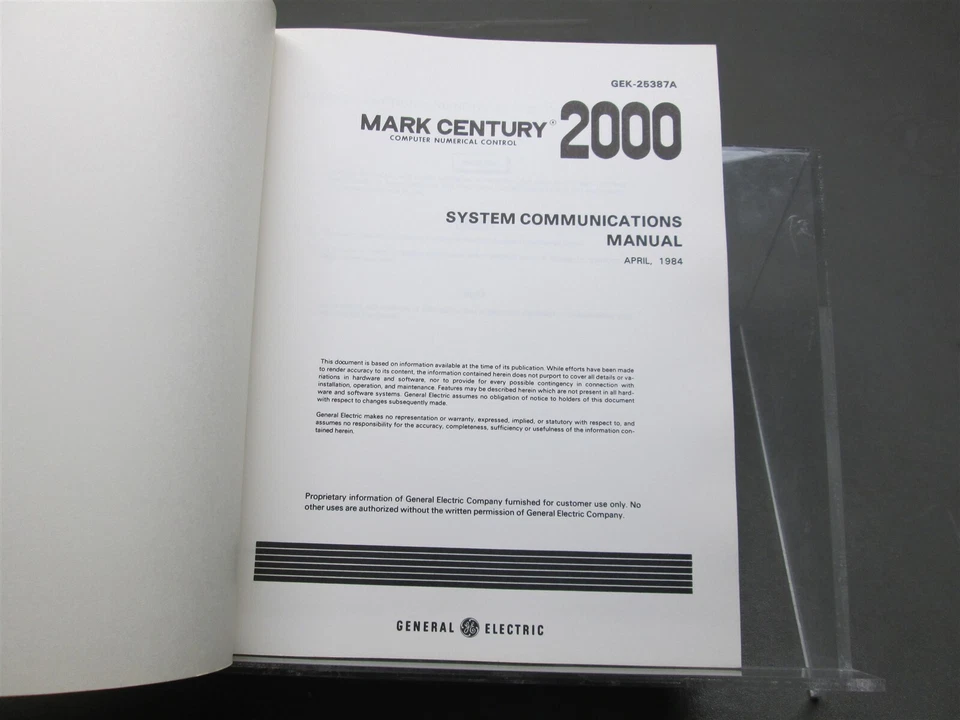 GEK-25387A
MARK CENTURY® 2000
COMPUTER NUMERICAL CONTROL
SYSTEM COMMUNICATIONS
MANUAL
APRIL, 1984
This document is based on information available at the time of its publication. While efforts have been made
to render accuracy to its content, the information contained herein does not purport to cover all details or va-
riations in hardware and software, nor to provide for every possible contingency in connection with
installation, operation, and maintenance. Features may be described herein which are not present in all hard-
ware and software systems. General Electric assumes no obligation of notice to holders of this document
with respect to changes subsequently made.
General Electric makes no representation or warranty, expressed, implied, or statutory with respect to, and
assumes no responsibility for the accuracy, completeness, sufficiency or usefulness of the information con-
tained herein.
Proprietary information of General Electric Company furnished for customer use only. No
other uses are authorized without the written permission of General Electric Company.
GENERAL GE ELECTRIC